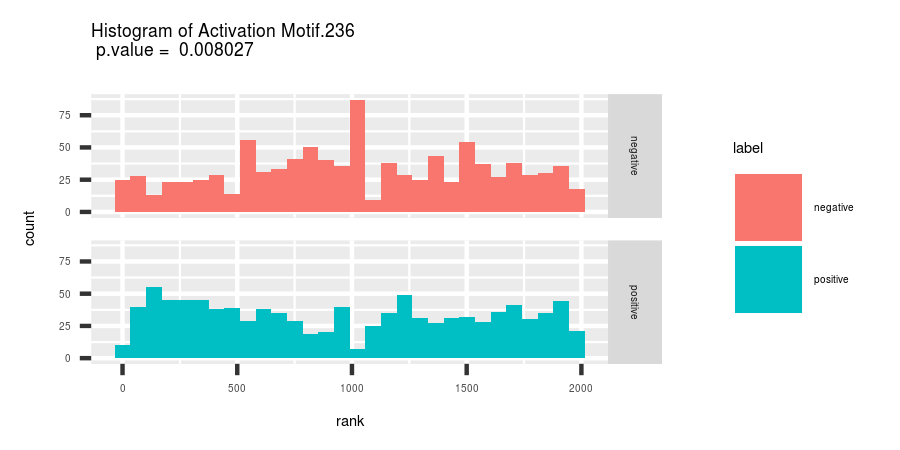 Histogram of Activation Motif.236
p.value = 0.008027
count
75
50
25
0
negative
75
50
25
0
positive
0 500 1000 1500 2000
rank
label
negative
positive